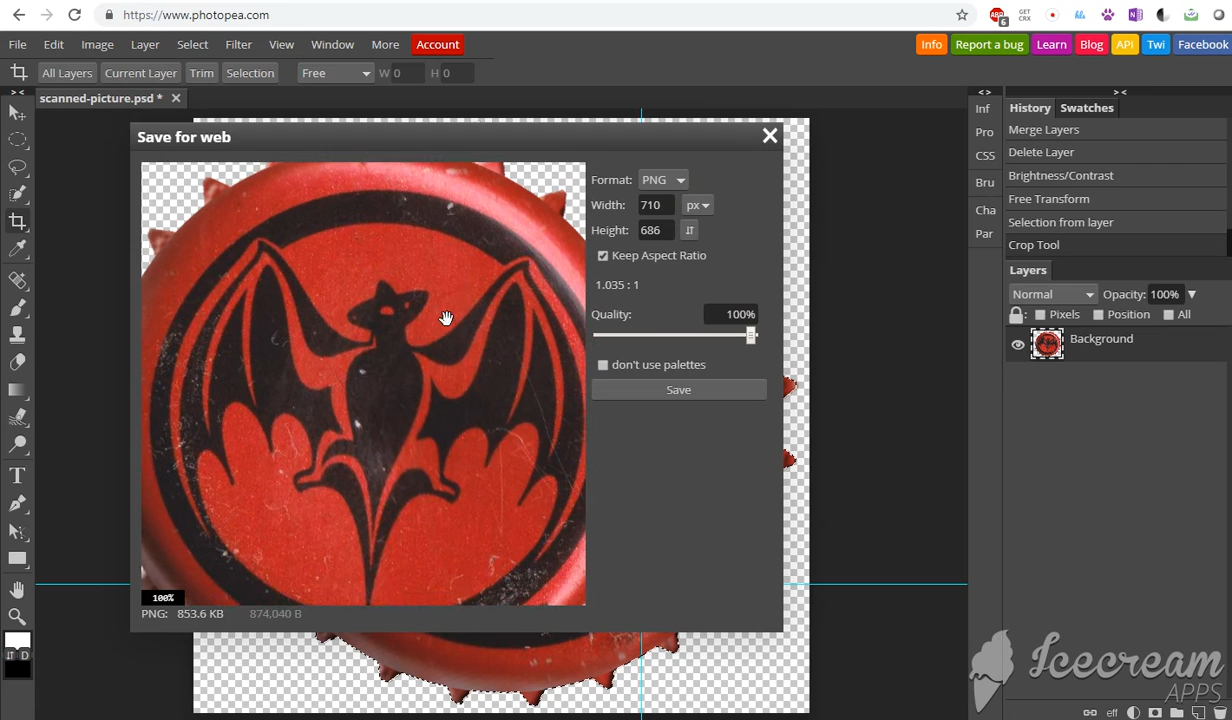 https://www.photopea.com
6
GET
CRX
File Edit Image Layer Select Filter View Window More Account
Info Report a bug Learn Blog API Twi Facebook
All Layers Current Layer Trim Selection Free W 0 H 0
> < scanned-picture.psd * < > > <
Save for web
Inf
Pro
CSS
Bru
Cha
Par
History Swatches
Merge Layers
Delete Layer
Brightness/Contrast
Free Transform
Selection from layer
Crop Tool
Format: PNG
Width: 710 px
Height: 686
Keep Aspect Ratio
1.035 : 1
Quality: 100%
don't use palettes
Save
100%
PNG: 853.6 KB 874,040 B
Layers
Normal Opacity: 100%
: Pixels Position All
Background
D
eff
Icecream
APPS